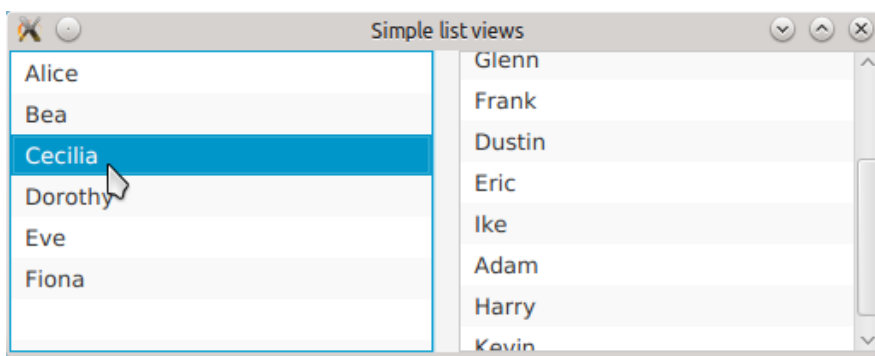 Simple list views
Alice
Bea
Cecilia
Dorothy
Eve
Fiona
Glenn
Frank
Dustin
Eric
Ike
Adam
Harry
Kevin